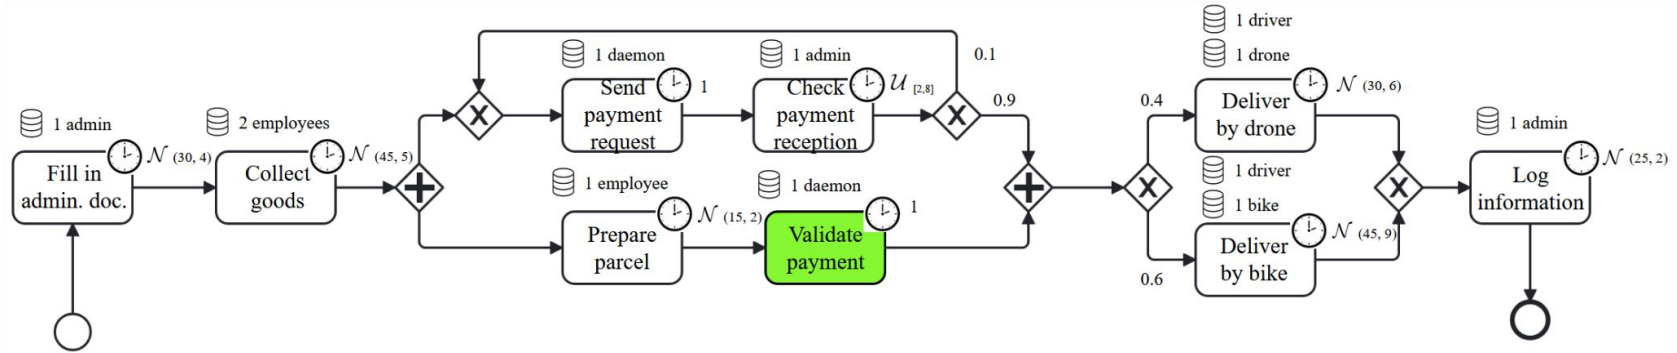 1 admin
N (30, 4)
Fill in
admin. doc.
2 employees
N (45, 5)
Collect
goods
1 daemon
1
Send
payment
request
1 admin
U [2,8]
Check
payment
reception
X
X
0.1
0.9
1 employee
N (15, 2)
Prepare
parcel
1 daemon
1
Validate
payment
X
0.4
0.6
1 driver
1 drone
N (30, 6)
Deliver
by drone
1 driver
1 bike
N (45, 9)
Deliver
by bike
X
1 admin
N (25, 2)
Log
information